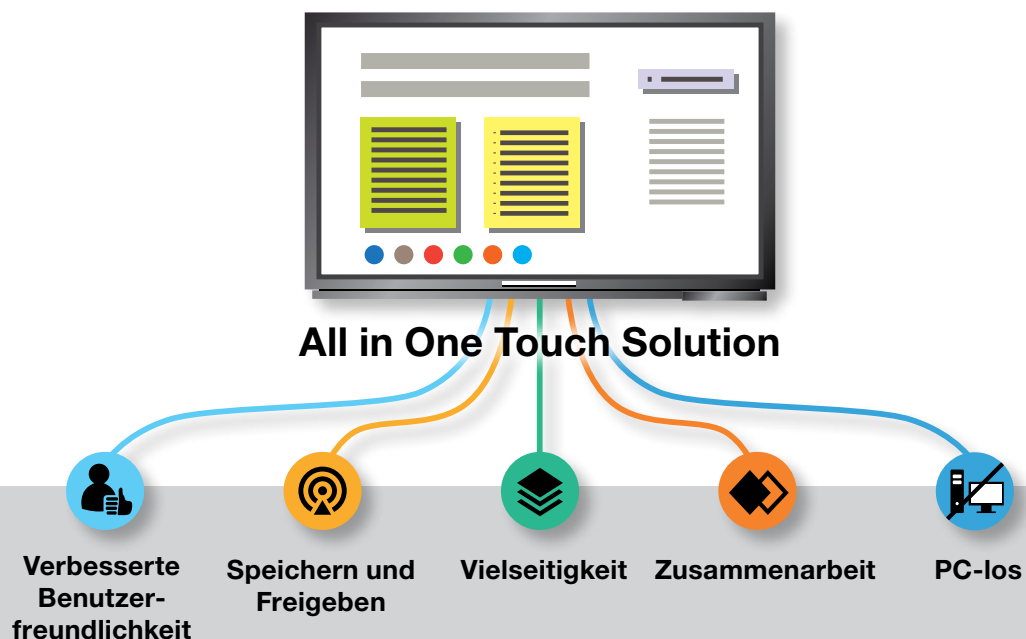 All in One Touch Solution
Verbesserte
Benutzer-
freundlichkeit
Speichern und
Freigeben
Vielseitigkeit
Zusammenarbeit
PC-los